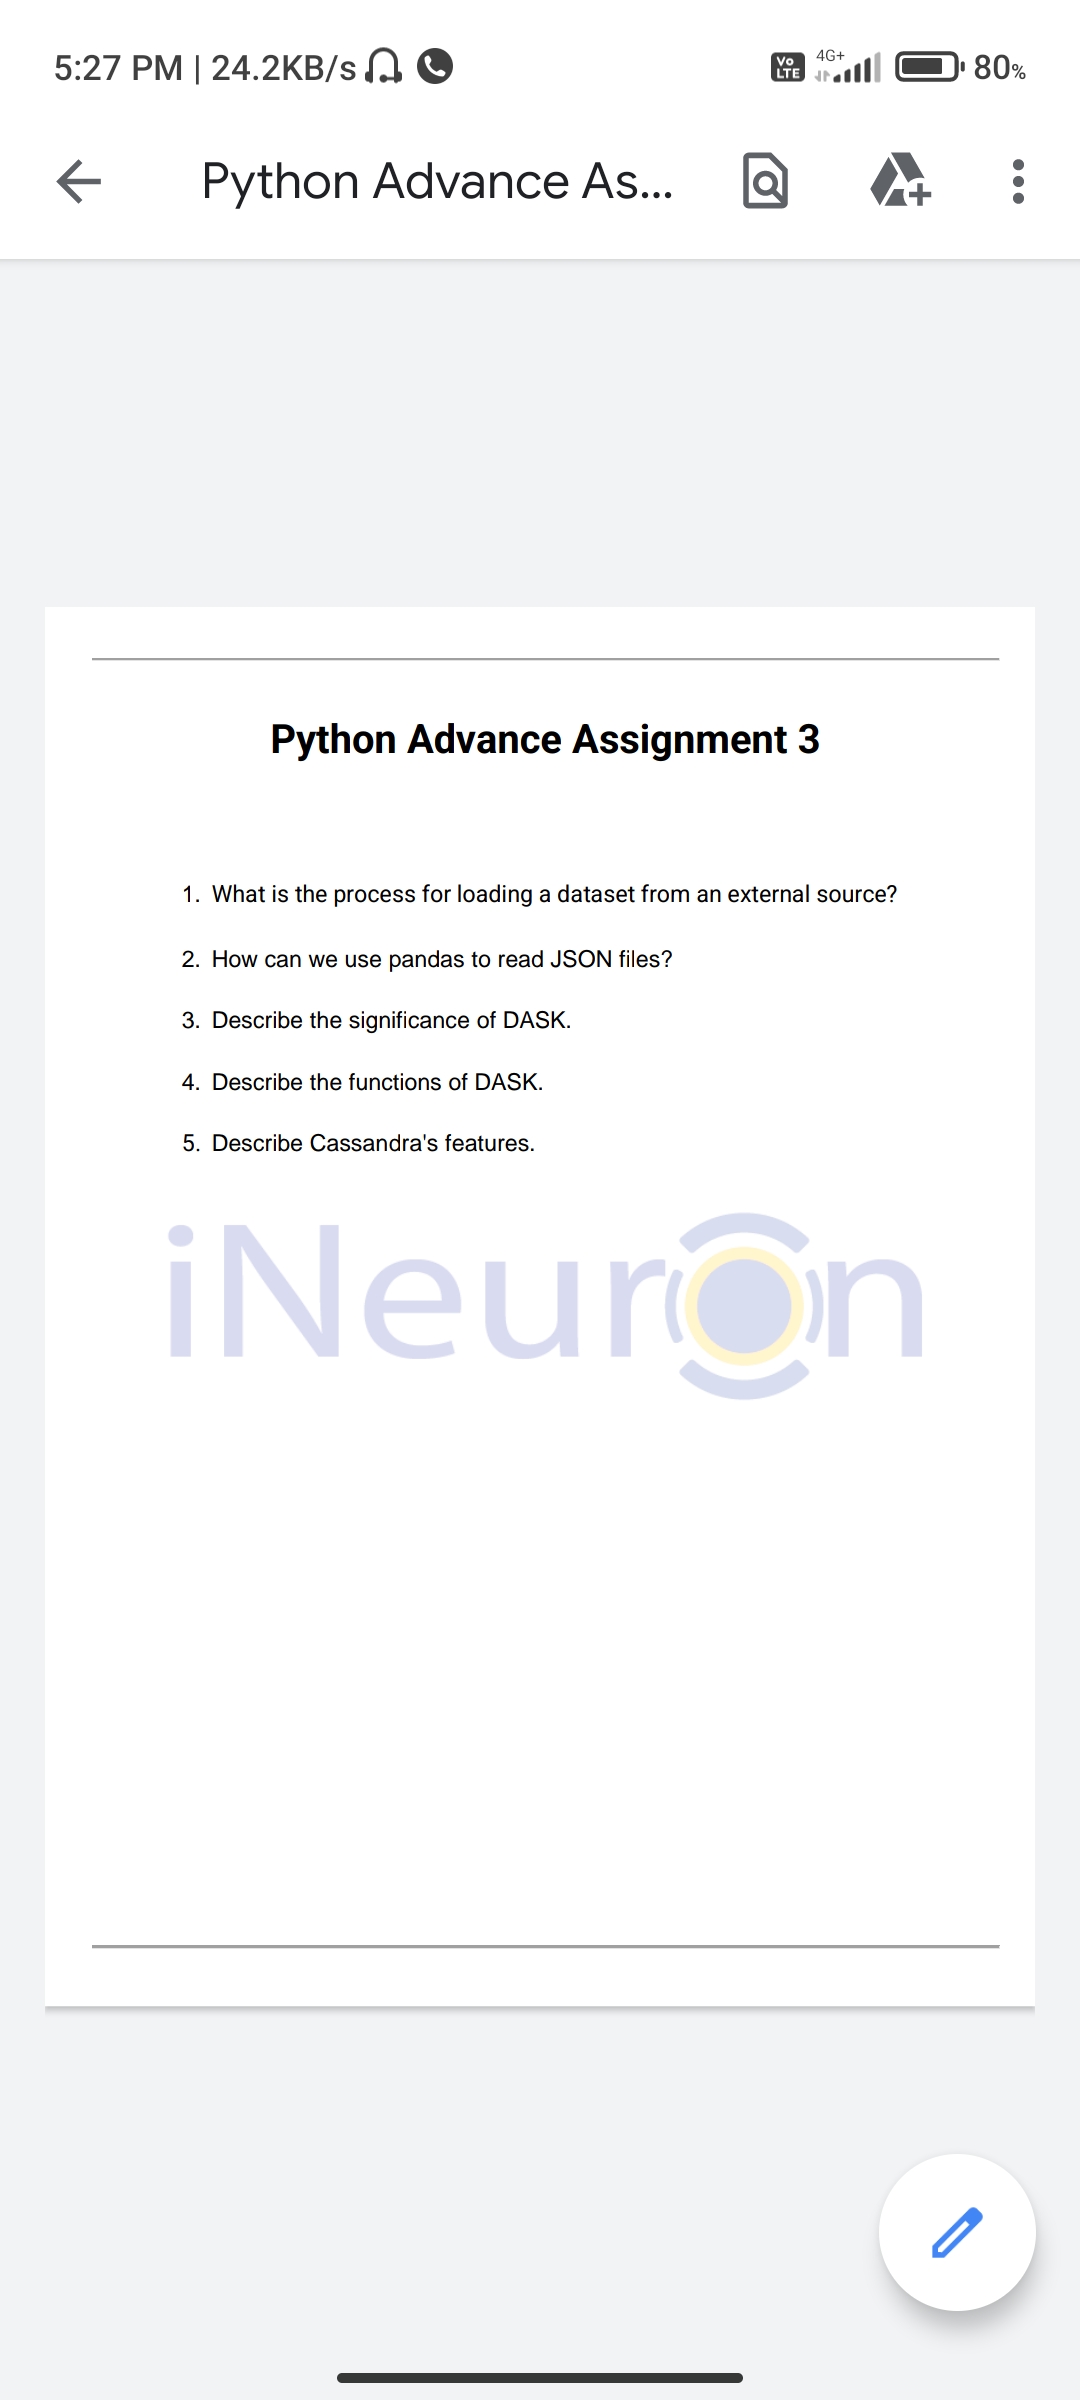 5:27 PM | 24.2KB/s Vo LTE 4G+ 80%
Python Advance As...
Python Advance Assignment 3
1. What is the process for loading a dataset from an external source?
2. How can we use pandas to read JSON files?
3. Describe the significance of DASK.
4. Describe the functions of DASK.
5. Describe Cassandra's features.
iNeuron